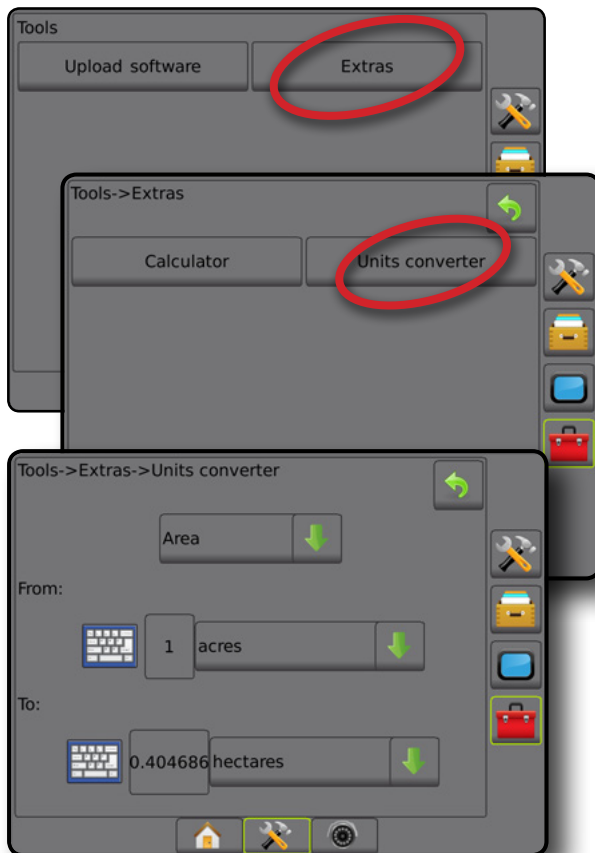 Tools
Upload software Extras
Tools->Extras
Calculator Units converter
Tools->Extras->Units converter
Area
From:
1 acres
To:
0.404686 hectares